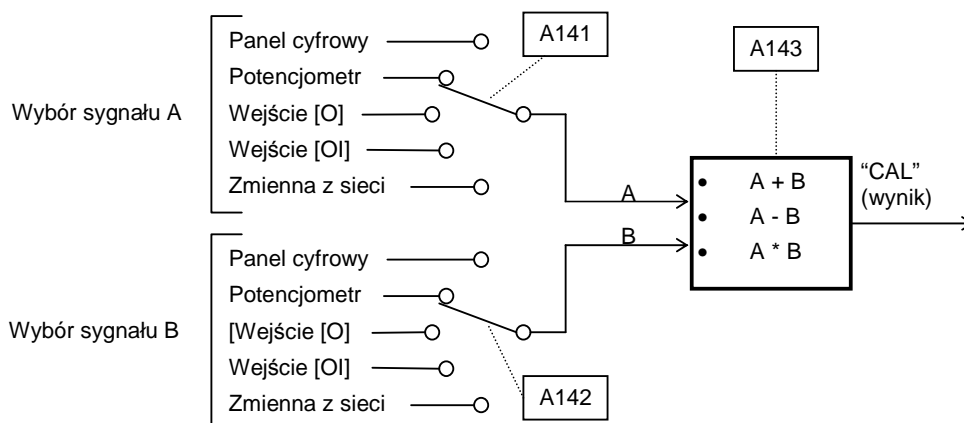 Wybór sygnału A
Panel cyfrowy
Potencjometr
Wejście [O]
Wejście [OI]
Zmienna z sieci
A141
A143
A
B
• A + B
• A - B
• A * B
“CAL”
(wynik)
Wybór sygnału B
Panel cyfrowy
Potencjometr
[Wejście [O]
Wejście [OI]
Zmienna z sieci
A142